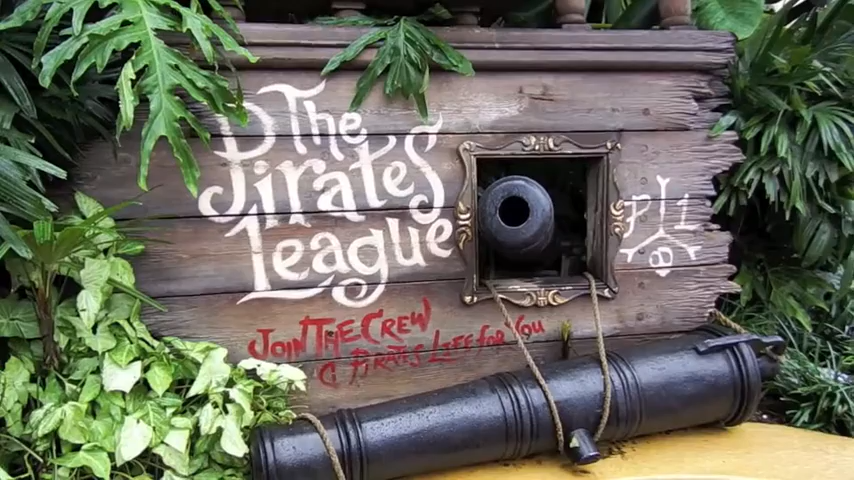 The
Pirates
League
JOIN THE CREW
A PIRATES LIFE FOR YOU